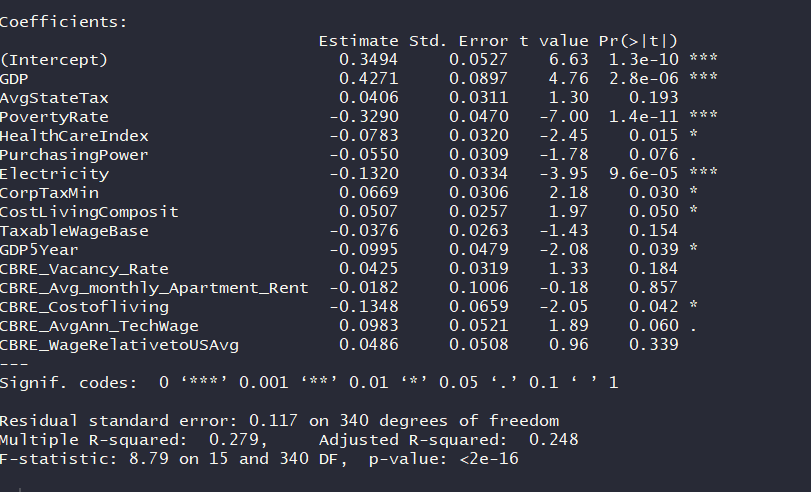 Coefficients:
                              Estimate Std. Error t value Pr(>|t|)
(Intercept)                     0.3494     0.0527    6.63  1.3e-10 ***
GDP                             0.4271     0.0897    4.76  2.8e-06 ***
AvgStateTax                     0.0406     0.0311    1.30    0.193
PovertyRate                    -0.3290     0.0470   -7.00  1.4e-11 ***
HealthCareIndex                -0.0783     0.0320   -2.45    0.015 *
PurchasingPower                -0.0550     0.0309   -1.78    0.076 .
Electricity                    -0.1320     0.0334   -3.95  9.6e-05 ***
CorpTaxMin                      0.0669     0.0306    2.18    0.030 *
CostLivingComposit              0.0507     0.0257    1.97    0.050 *
TaxableWageBase                -0.0376     0.0263   -1.43    0.154
GDP5Year                       -0.0995     0.0479   -2.08    0.039 *
CBRE_Vacancy_Rate               0.0425     0.0319    1.33    0.184
CBRE_Avg_monthly_Apartment_Rent -0.0182     0.1006   -0.18    0.857
CBRE_Costofliving              -0.1348     0.0659   -2.05    0.042 *
CBRE_AvgAnn_TechWage            0.0983     0.0521    1.89    0.060 .
CBRE_WageRelativetoUSAvg        0.0486     0.0508    0.96    0.339
---
Signif. codes:  0 ‘***’ 0.001 ‘**’ 0.01 ‘*’ 0.05 ‘.’ 0.1 ‘ ’ 1
Residual standard error: 0.117 on 340 degrees of freedom
Multiple R-squared:  0.279,	Adjusted R-squared:  0.248
F-statistic: 8.79 on 15 and 340 DF,  p-value: <2e-16